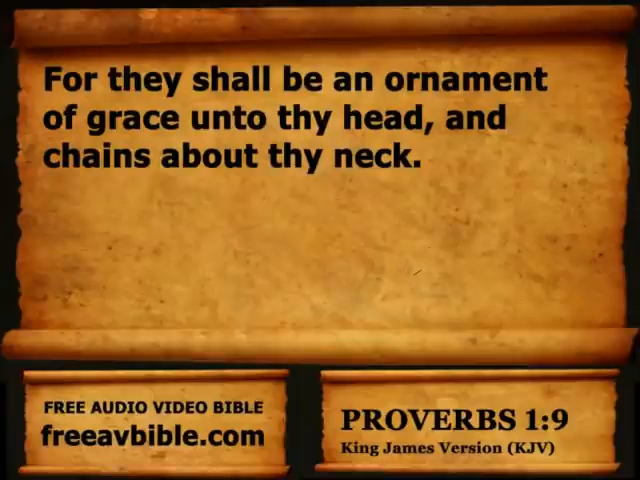 For they shall be an ornament
of grace unto thy head, and
chains about thy neck.
FREE AUDIO VIDEO BIBLE
freeavbible.com
PROVERBS 1:9
King James Version (KJV)